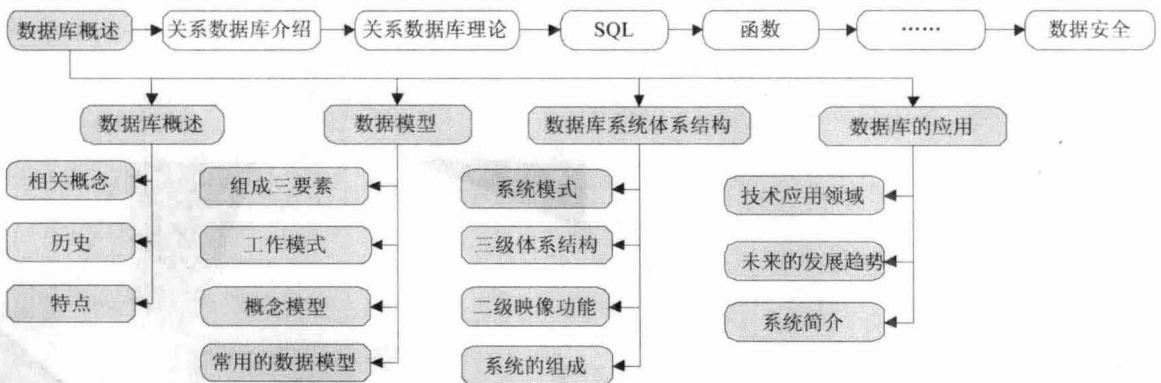 数据库概述 关系数据库介绍 关系数据库理论 SQL 函数 …… 数据安全
数据库概述 数据模型 数据库系统体系结构 数据库的应用
相关概念 组成三要素 系统模式 技术应用领域
历史 工作模式 三级体系结构 未来的发展趋势
特点 概念模型 二级映像功能 系统简介
常用的数据模型 系统的组成